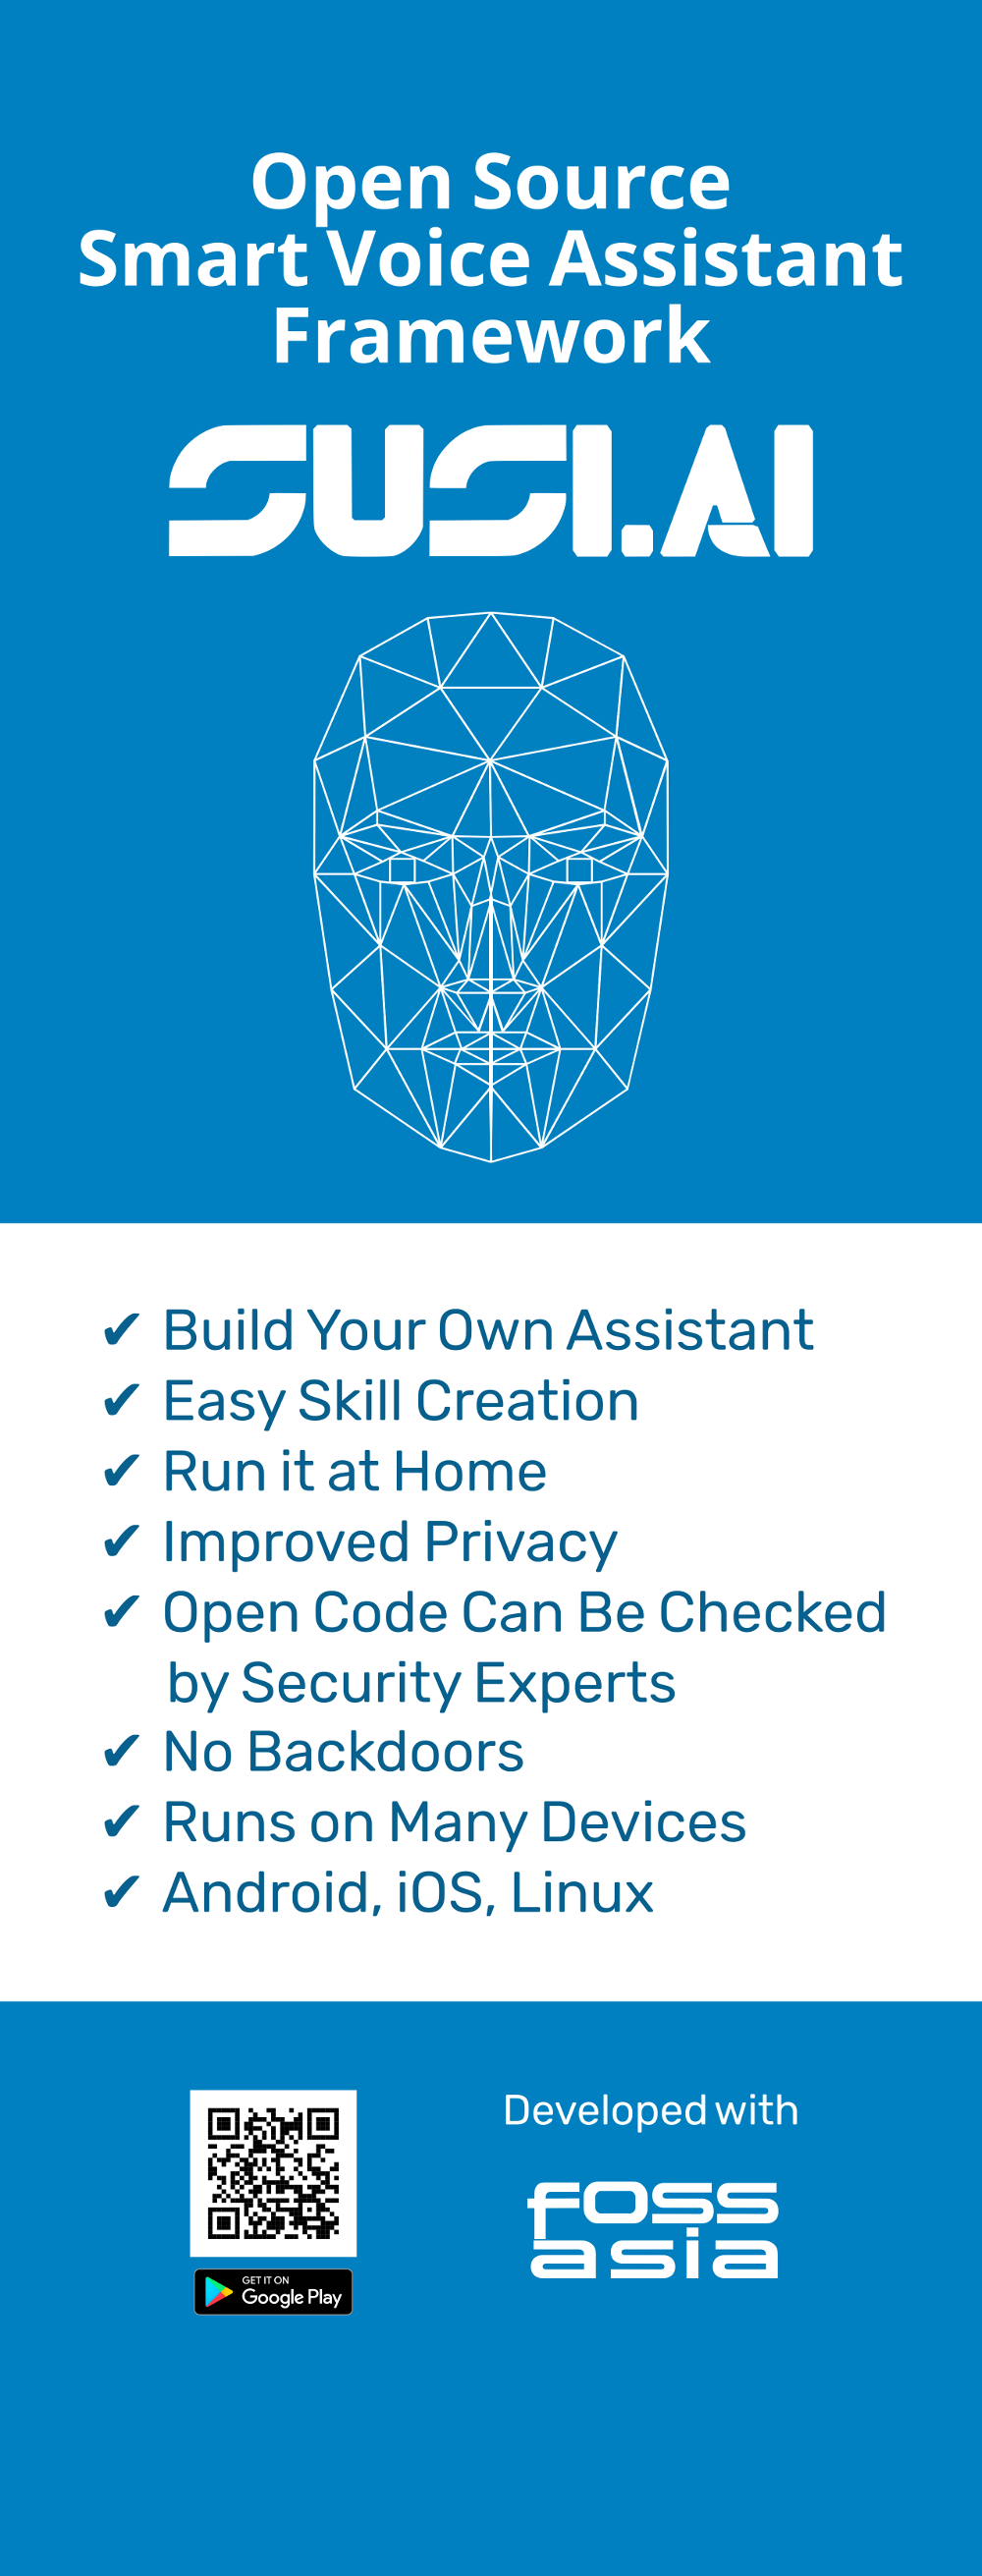 Open Source
Smart Voice Assistant
Framework
SUSI.AI
✔ Build Your Own Assistant
✔ Easy Skill Creation
✔ Run it at Home
✔ Improved Privacy
✔ Open Code Can Be Checked
by Security Experts
✔ No Backdoors
✔ Runs on Many Devices
✔ Android, iOS, Linux
GET IT ON
Google Play
Developed with
foss
asia